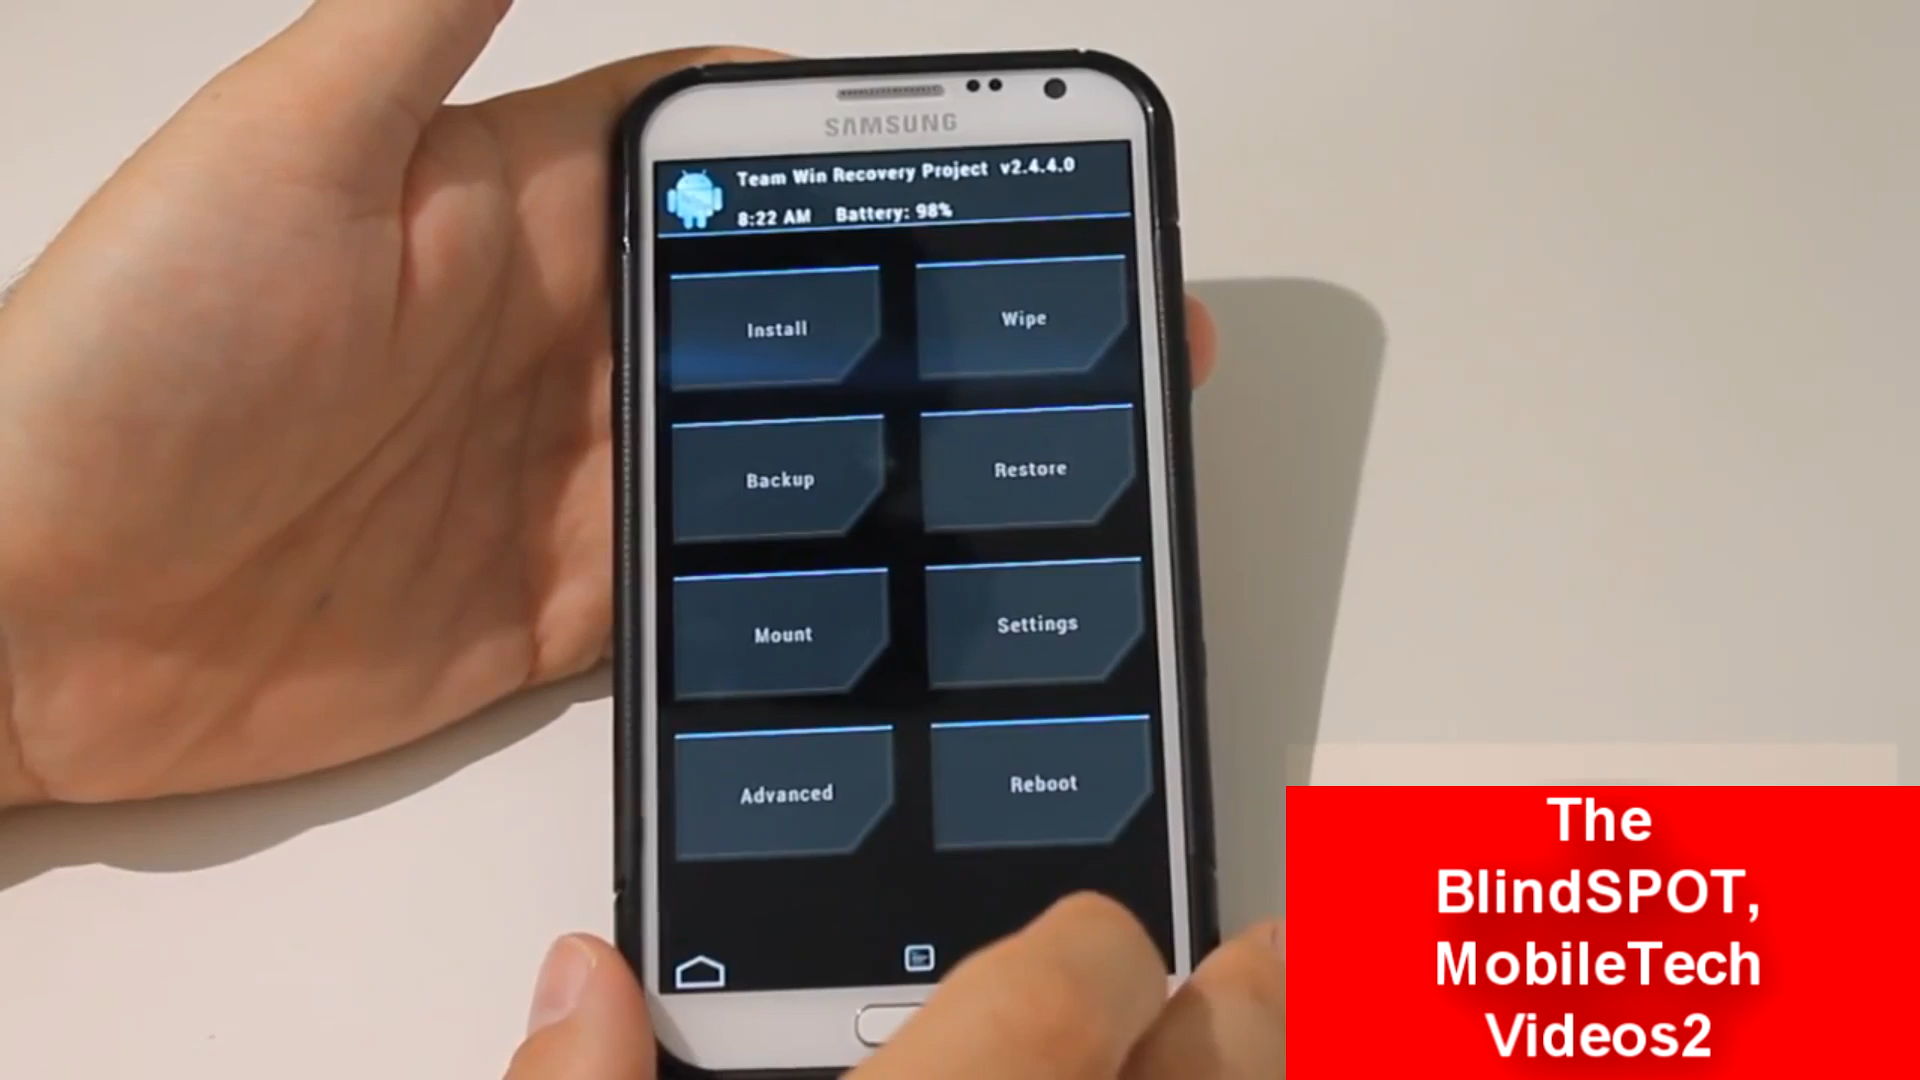 SAMSUNG
Team Win Recovery Project v2.4.4.0
8:22 AM Battery: 98%
Install
Wipe
Backup
Restore
Mount
Settings
Advanced
Reboot
The
BlindSPOT,
MobileTech
Videos2